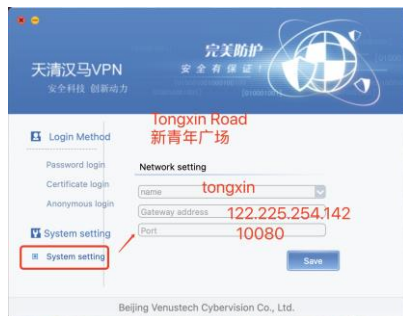 天清汉马VPN
安全科技 创新动力
完美防护
安全有保证!
Tongxin Road
新青年广场
Login Method
Password login
Certificate login
Anonymous login
System setting
System setting
Network setting
name
tongxin
Gateway address
122.225.254.142
Port
10080
Save
Beijing Venustech Cybervision Co., Ltd.